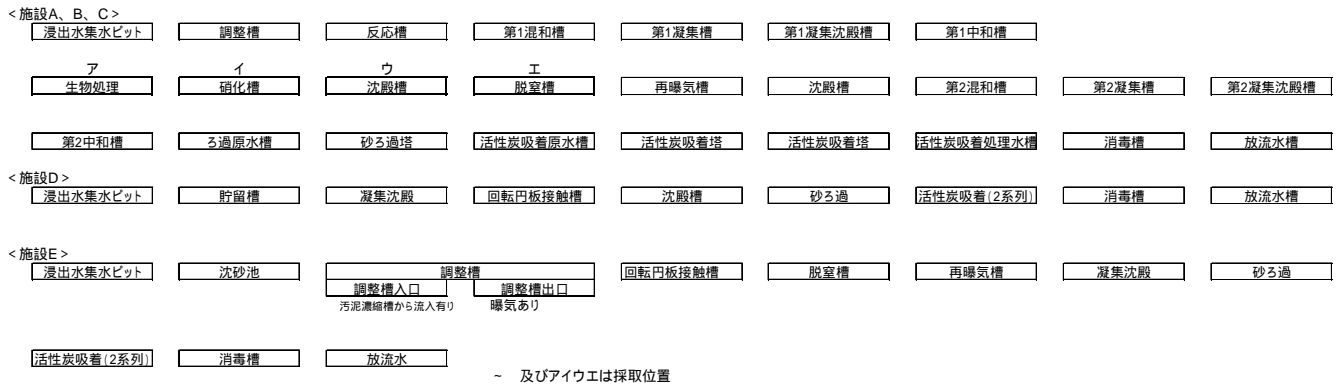 <施設A、B、C>
浸出水集水ピット 調整槽 反応槽 第1混和槽 第1凝集槽 第1凝集沈殿槽 第1中和槽
ア イ ウ エ
生物処理 硝化槽 沈殿槽 脱窒槽 再曝気槽 沈殿槽 第2混和槽 第2凝集槽 第2凝集沈殿槽
第2中和槽 ろ過原水槽 砂ろ過塔 活性炭吸着原水槽 活性炭吸着塔 活性炭吸着塔 活性炭吸着処理水槽 消毒槽 放流水槽
<施設D>
浸出水集水ピット 貯留槽 凝集沈殿 回転円板接触槽 沈殿槽 砂ろ過 活性炭吸着(2系列) 消毒槽 放流水槽
<施設E>
浸出水集水ピット 沈砂池 調整槽 回転円板接触槽 脱窒槽 再曝気槽 凝集沈殿 砂ろ過
調整槽入口 調整槽出口
汚泥濃縮槽から流入有り 曝気あり
活性炭吸着(2系列) 消毒槽 放流水
~ 及びアイウエは採取位置